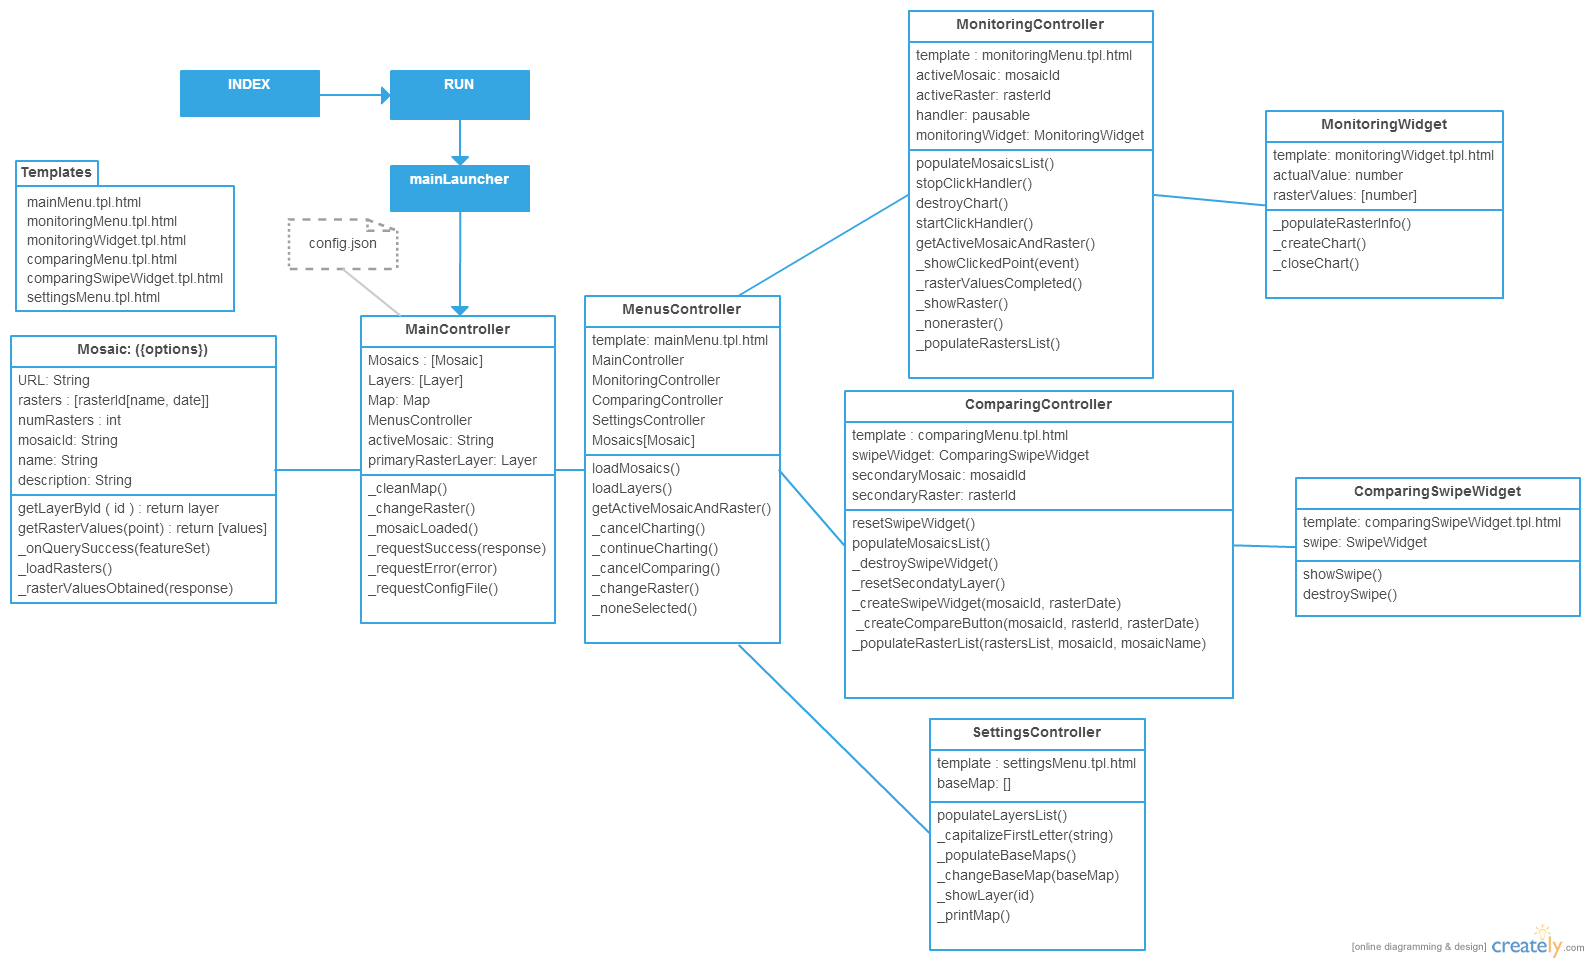 INDEX
RUN
mainLauncher
Templates
mainMenu.tpl.html
monitoringMenu.tpl.html
monitoringWidget.tpl.html
comparingMenu.tpl.html
comparingSwipeWidget.tpl.html
settingsMenu.tpl.html
config.json
Mosaic: ({options})
URL: String
rasters : [rasterId[name, date]]
numRasters : int
mosaicId: String
name: String
description: String
getLayerById ( id ) : return layer
getRasterValues(point) : return [values]
_onQuerySuccess(featureSet)
_loadRasters()
_rasterValuesObtained(response)
MainController
Mosaics : [Mosaic]
Layers: [Layer]
Map: Map
MenusController
activeMosaic: String
primaryRasterLayer: Layer
_cleanMap()
_changeRaster()
_mosaicLoaded()
_requestSuccess(response)
_requestError(error)
_requestConfigFile()
MenusController
template: mainMenu.tpl.html
MainController
MonitoringController
ComparingController
SettingsController
Mosaics[Mosaic]
loadMosaics()
loadLayers()
getActiveMosaicAndRaster()
_cancelCharting()
_continueCharting()
_cancelComparing()
_changeRaster()
_noneSelected()
MonitoringController
template : monitoringMenu.tpl.html
activeMosaic: mosaicId
activeRaster: rasterId
handler: pausable
monitoringWidget: MonitoringWidget
populateMosaicsList()
stopClickHandler()
destroyChart()
startClickHandler()
getActiveMosaicAndRaster()
_showClickedPoint(event)
_rasterValuesCompleted()
_showRaster()
_noneraster()
_populateRastersList()
MonitoringWidget
template: monitoringWidget.tpl.html
actualValue: number
rasterValues: [number]
_populateRasterInfo()
_createChart()
_closeChart()
ComparingController
template : comparingMenu.tpl.html
swipeWidget: ComparingSwipeWidget
secondaryMosaic: mosaidId
secondaryRaster: rasterId
resetSwipeWidget()
populateMosaicsList()
_destroySwipeWidget()
_resetSecondatyLayer()
_createSwipeWidget(mosaicId, rasterDate)
_createCompareButton(mosaicId, rasterId, rasterDate)
_populateRasterList(rastersList, mosaicId, mosaicName)
ComparingSwipeWidget
template: comparingSwipeWidget.tpl.html
swipe: SwipeWidget
showSwipe()
destroySwipe()
SettingsController
template : settingsMenu.tpl.html
baseMap: []
populateLayersList()
_capitalizeFirstLetter(string)
_populateBaseMaps()
_changeBaseMap(baseMap)
_showLayer(id)
_printMap()
[online diagramming & design] creately.com